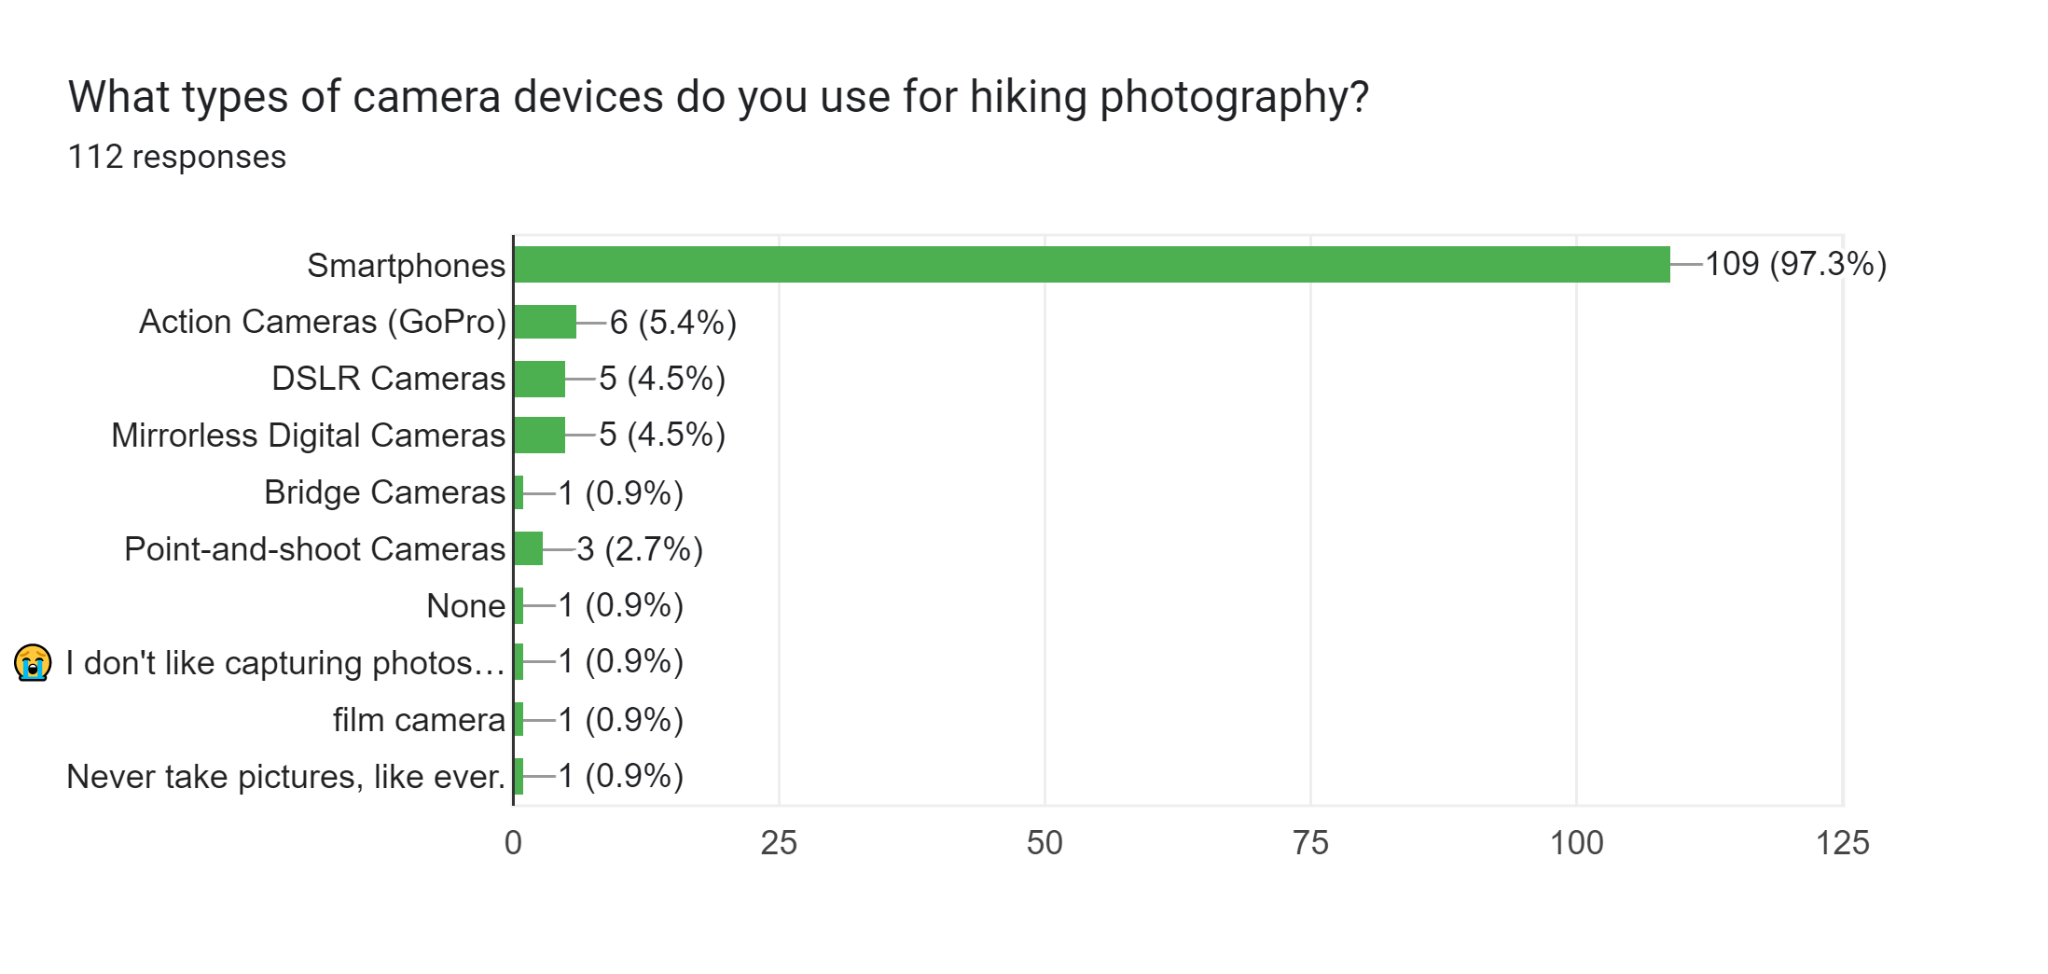 What types of camera devices do you use for hiking photography?
112 responses
Smartphones 109 (97.3%)
Action Cameras (GoPro) 6 (5.4%)
DSLR Cameras 5 (4.5%)
Mirrorless Digital Cameras 5 (4.5%)
Bridge Cameras 1 (0.9%)
Point-and-shoot Cameras 3 (2.7%)
None 1 (0.9%)
😭 I don't like capturing photos… 1 (0.9%)
film camera 1 (0.9%)
Never take pictures, like ever. 1 (0.9%)
0 25 50 75 100 125